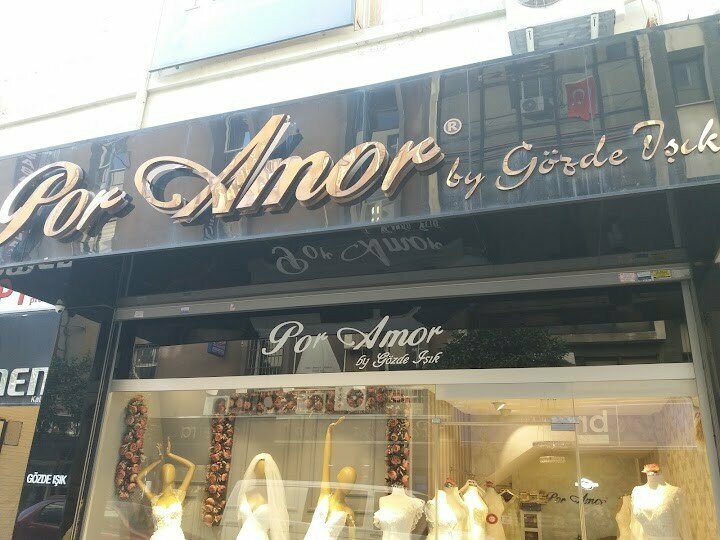 Por Amor® by Gözde Işık
Por Amor
by Gözde Işık
GÖZDE IŞIK
Por Amor